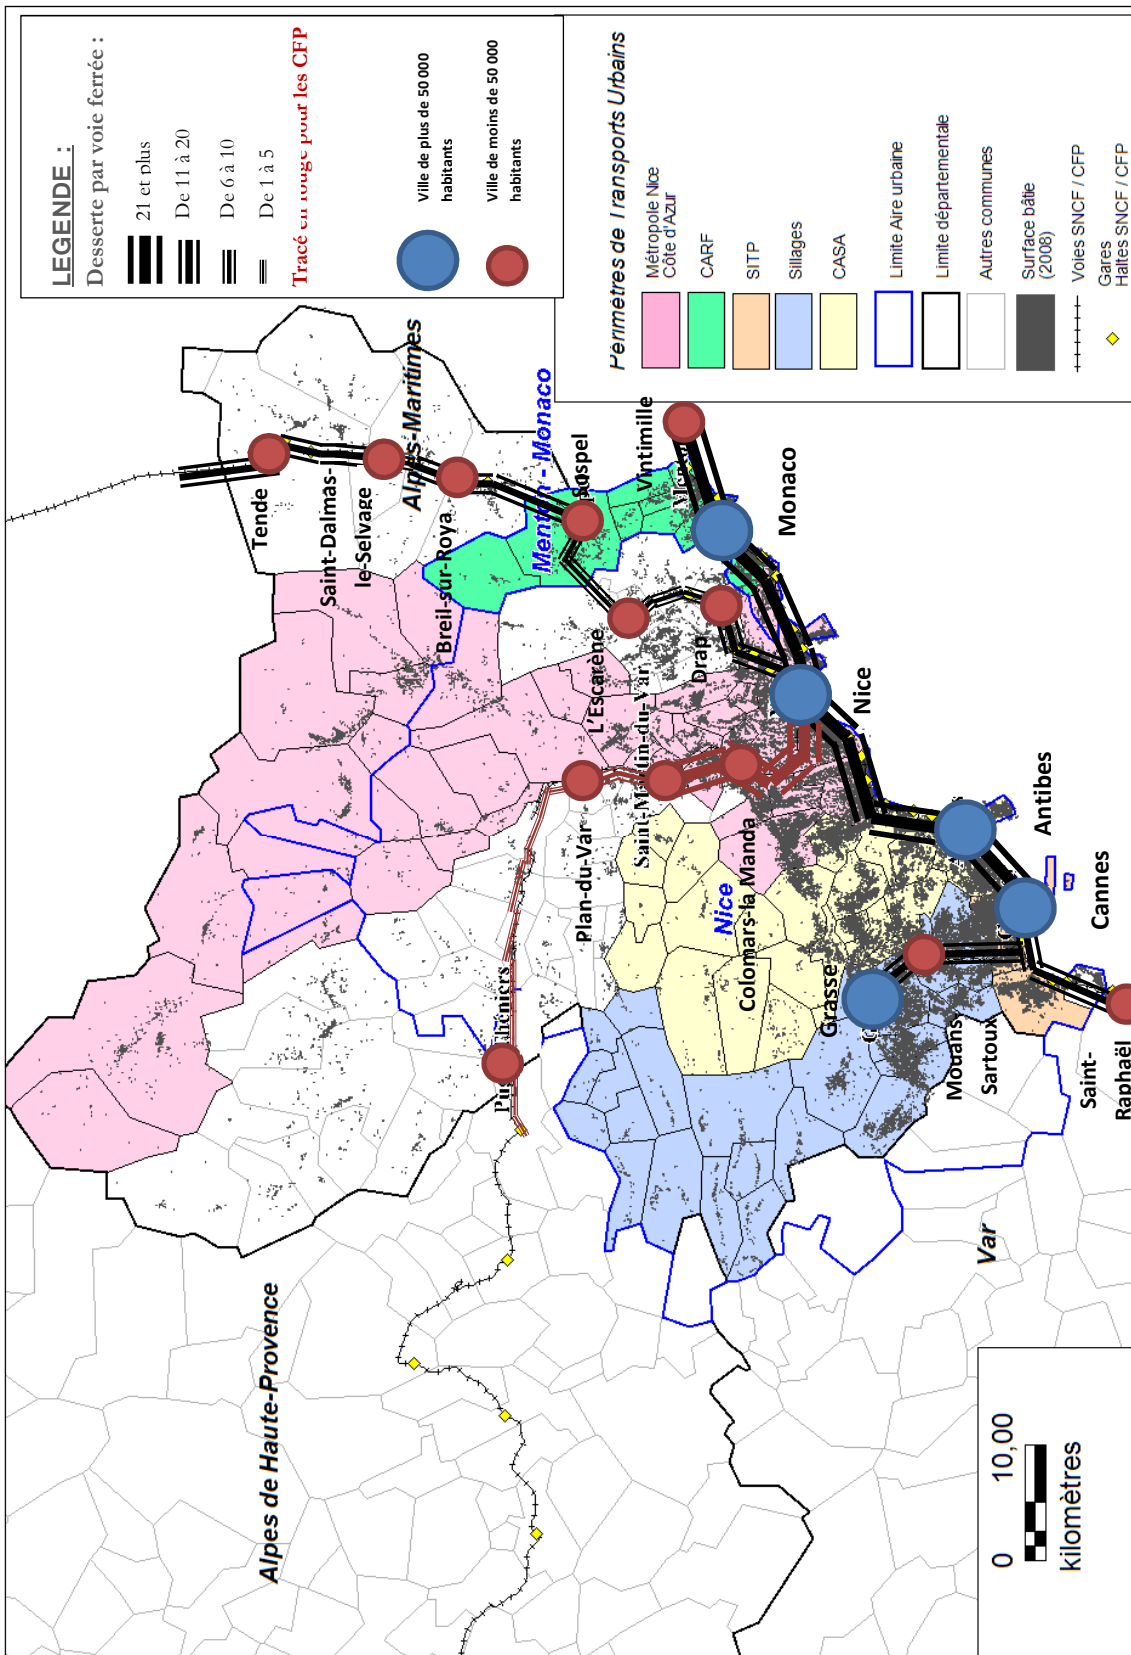 LEGENDE :
Desserte par voie ferrée :
21 et plus
De 11 à 20
De 6 à 10
De 1 à 5
Tracé en rouge pour les CFP
Ville de plus de 50 000
habitants
Ville de moins de 50 000
habitants
Périmètres de Transports Urbains
Métropole Nice
Côte d'Azur
CARF
SITP
Sillages
CASA
Limite Aire urbaine
Limite départementale
Autres communes
Surface bâtie
(2008)
Voies SNCF / CFP
Gares
Haltes SNCF / CFP
Alpes-Maritimes
Menton - Monaco
Tende
Saint-Dalmas-
le-Selvage
Breil-sur-Roya
Sospel
Vintimille
Monaco
L'Escarène
Drap
Nice
Saint-Martin-du-Var
Plan-du-Var
Colomars-la Manda
Nice
Antibes
Cannes
Grasse
Mouans
Sartoux
Saint-
Raphaël
Alpes de Haute-Provence
Var
0 10,00
kilomètres